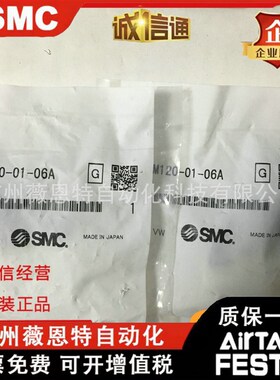 SMC
诚信通
企
企业
0-01-06A
G
1
SMC
MADE IN JAPAN
M120-01-06A
G
SMC
MADE IN JAPAN
VW
州薇恩特自动化科技有限公司
信经营
装正品
州薇恩特自动化
质保一
票免费 可开增值税
AirTA
FEST